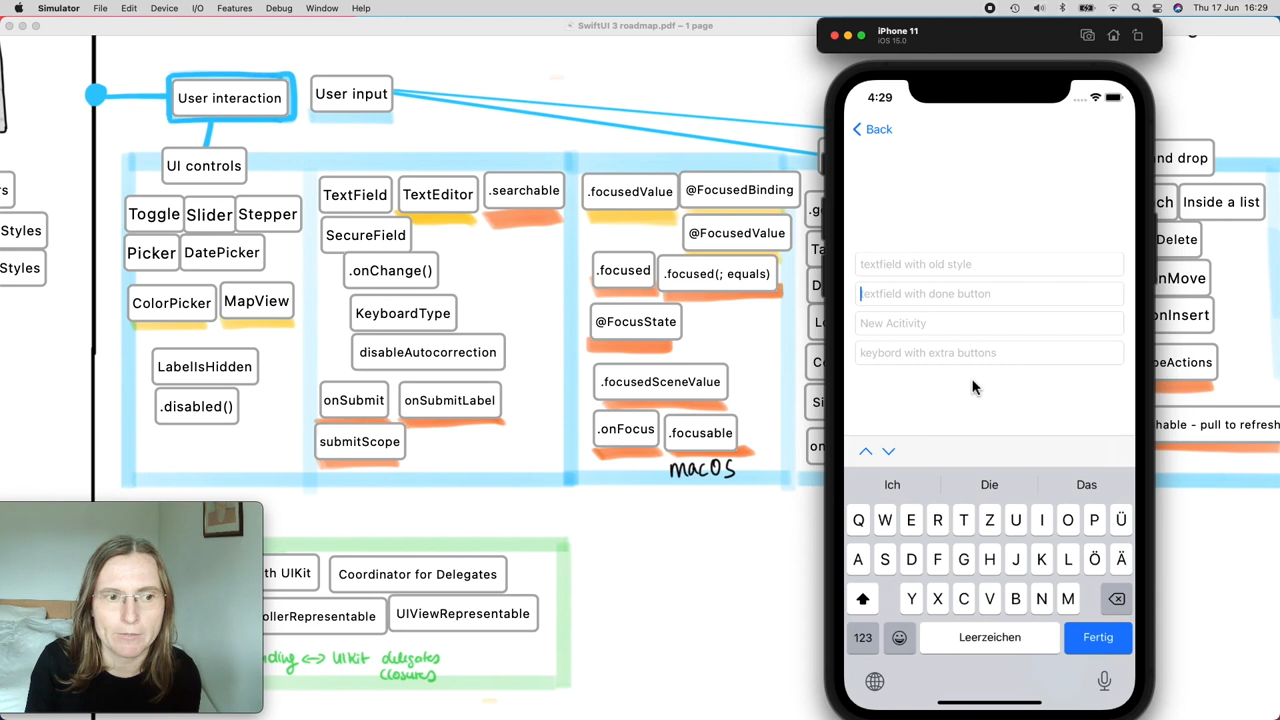 Simulator File Edit Device I/O Features Debug Window Help Thu 17 Jun 16:29
SwiftUI 3 roadmap.pdf – 1 page
User interaction
User input
UI controls
Toggle
Slider
Stepper
Picker
DatePicker
ColorPicker
MapView
LabelIsHidden
.disabled()
Styles
Styles
TextField
TextEditor
.searchable
SecureField
.onChange()
KeyboardType
disableAutocorrection
onSubmit
onSubmitLabel
submitScope
.focusedValue
@FocusedBinding
@FocusedValue
.focused
.focused(; equals)
@FocusState
.focusedSceneValue
.onFocus
.focusable
macOS
nd drop
Inside a list
Delete
onMove
onInsert
peActions
hable - pull to refresh
th UIKit
Coordinator for Delegates
ollerRepresentable
UIViewRepresentable
nding <-> UIKit delegates
closures
iPhone 11
iOS 15.0
4:29
Back
textfield with old style
textfield with done button
New Acitivity
keybord with extra buttons
Ich Die Das
Q W E R T Z U I O P Ü
A S D F G H J K L Ö Ä
Y X C V B N M
123 Leerzeichen Fertig